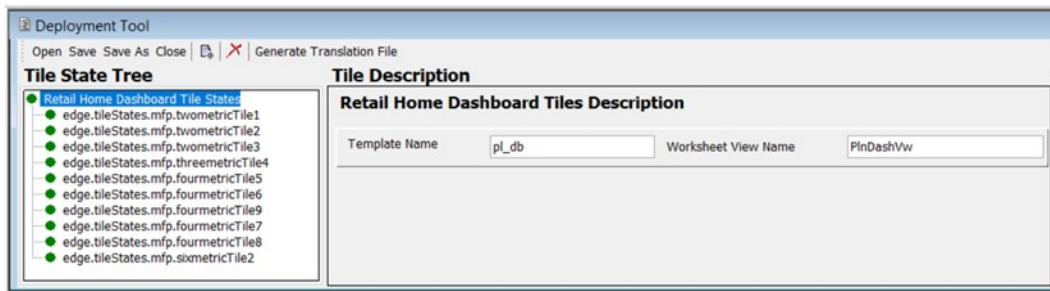 Deployment Tool
Open Save Save As Close Generate Translation File
Tile State Tree
Retail Home Dashboard Tile States
edge.tileStates.mfp.twometricTile1
edge.tileStates.mfp.twometricTile2
edge.tileStates.mfp.twometricTile3
edge.tileStates.mfp.threemetricTile4
edge.tileStates.mfp.fourmetricTile5
edge.tileStates.mfp.fourmetricTile6
edge.tileStates.mfp.fourmetricTile9
edge.tileStates.mfp.fourmetricTile7
edge.tileStates.mfp.fourmetricTile8
edge.tileStates.mfp.sixmetricTile2
Tile Description
Retail Home Dashboard Tiles Description
Template Name pl_db Worksheet View Name PlnDashVw